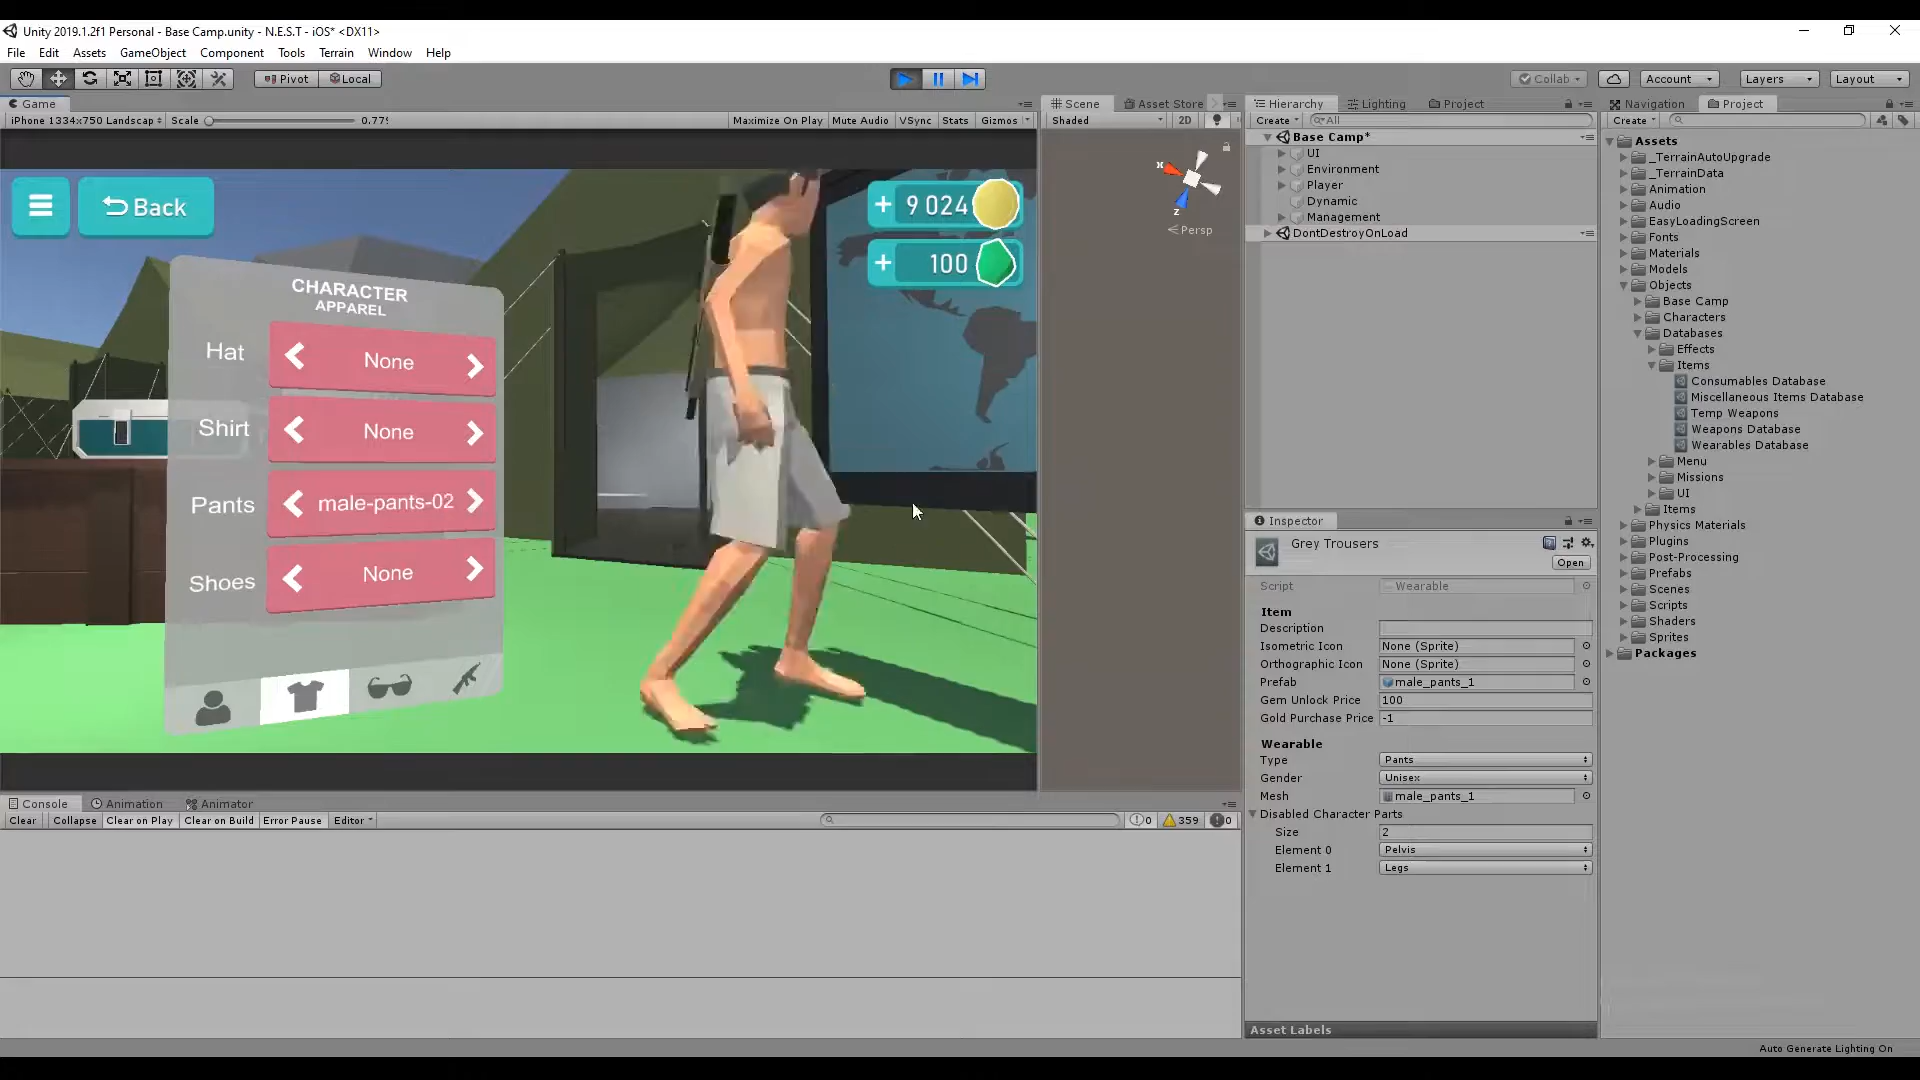 Unity 2019.1.2f1 Personal - Base Camp.unity - N.E.S.T - iOS* <DX11>
File Edit Assets GameObject Component Tools Terrain Window Help
Pivot Local Collab Account Layers Layout
Game
iPhone 1334x750 Landscap Scale
Maximize On Play Mute Audio VSync Stats Gizmos
Back
+ 9 024
+ 100
CHARACTER
APPAREL
Hat None
Shirt None
Pants male-pants-02
Shoes None
Scene Asset Store
Shaded 2D
x
z
Persp
Hierarchy Lighting Project
Create All
Base Camp*
UI
Environment
Player
Dynamic
Management
DontDestroyOnLoad
Inspector
Grey Trousers
Open
Script Wearable
Item
Description
Isometric Icon None (Sprite)
Orthographic Icon None (Sprite)
Prefab male_pants_1
Gem Unlock Price 100
Gold Purchase Price -1
Wearable
Type Pants
Gender Unisex
Mesh male_pants_1
Disabled Character Parts
Size 2
Element 0 Pelvis
Element 1 Legs
Asset Labels
Navigation Project
Create
Assets
_TerrainAutoUpgrade
_TerrainData
Animation
Audio
EasyLoadingScreen
Fonts
Materials
Models
Objects
Base Camp
Characters
Databases
Effects
Items
Consumables Database
Miscellaneous Items Database
Temp Weapons
Weapons Database
Wearables Database
Menu
Missions
UI
Items
Physics Materials
Plugins
Post-Processing
Prefabs
Scenes
Scripts
Shaders
Sprites
Packages
Console Animation Animator
Clear Collapse Clear on Play Clear on Build Error Pause Editor 0 359 0
Auto Generate Lighting On